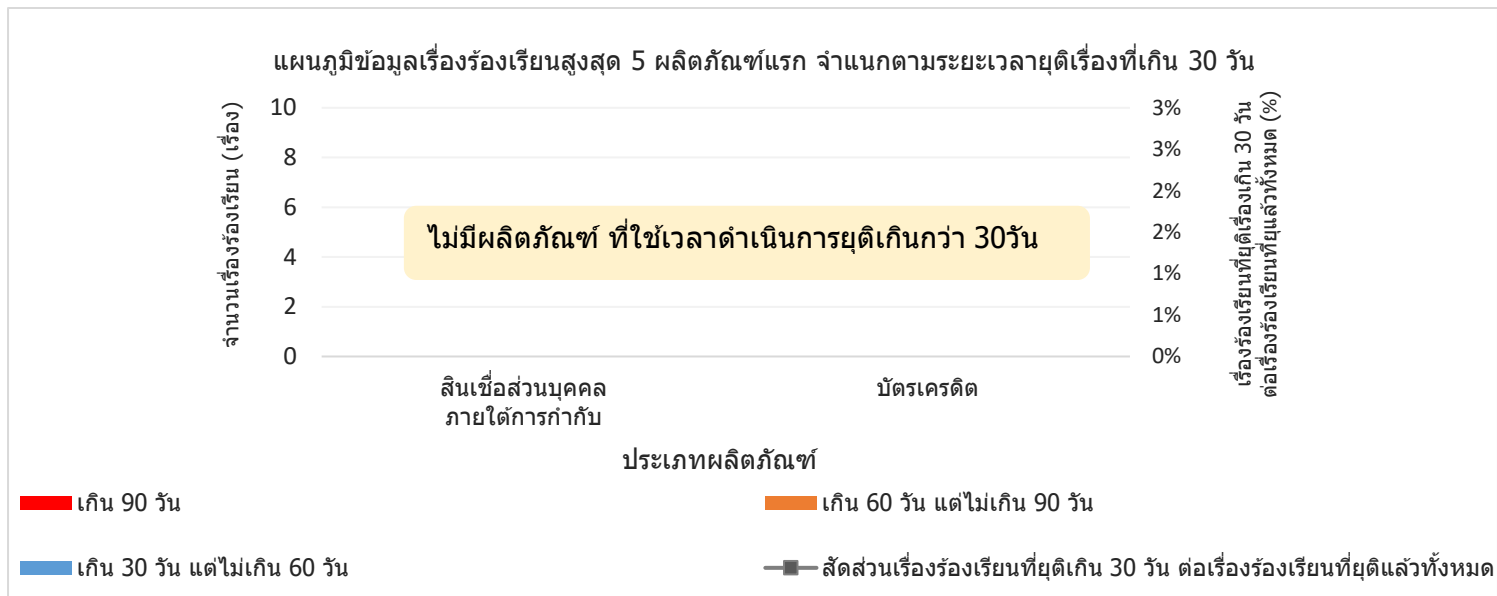 แผนภูมิข้อมูลเรื่องร้องเรียนสูงสุด 5 ผลิตภัณฑ์แรก จำแนกตามระยะเวลายุติเรื่องที่เกิน 30 วัน
จำนวนเรื่องร้องเรียน (เรื่อง)
10
8
6
4
2
0
ไม่มีผลิตภัณฑ์ ที่ใช้เวลาดำเนินการยุติเกินกว่า 30วัน
3%
3%
2%
2%
1%
1%
0%
เรื่องร้องเรียนที่ยุติเรื่องเกิน 30 วัน
ต่อเรื่องร้องเรียนที่ยุแล้วทั้งหมด (%)
สินเชื่อส่วนบุคคล
ภายใต้การกำกับ
บัตรเครดิต
ประเภทผลิตภัณฑ์
เกิน 90 วัน
เกิน 60 วัน แต่ไม่เกิน 90 วัน
เกิน 30 วัน แต่ไม่เกิน 60 วัน
สัดส่วนเรื่องร้องเรียนที่ยุติเกิน 30 วัน ต่อเรื่องร้องเรียนที่ยุติแล้วทั้งหมด